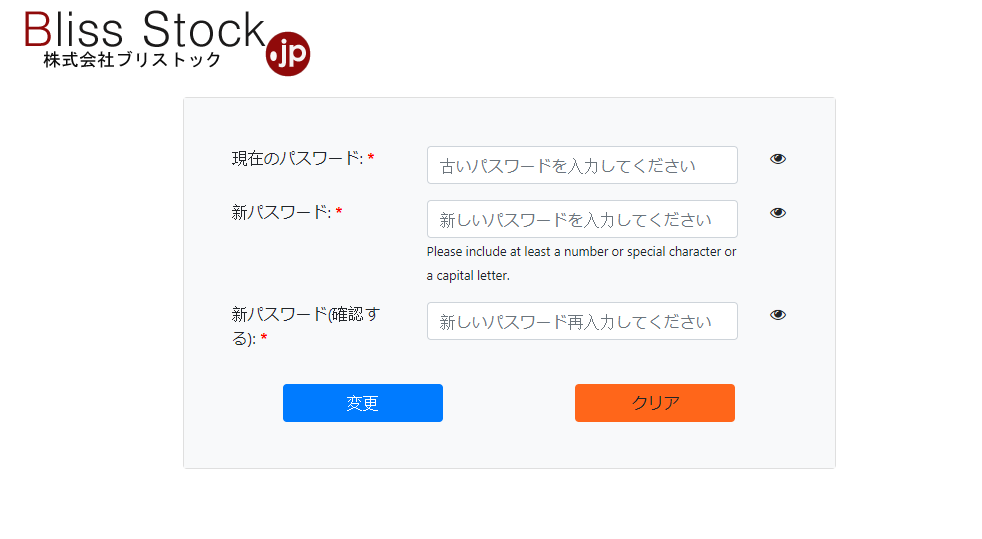 Bliss Stock
.jp
株式会社ブリストック
現在のパスワード: *
古いパスワードを入力してください
新パスワード: *
新しいパスワードを入力してください
Please include at least a number or special character or
a capital letter.
新パスワード(確認す
る): *
新しいパスワード再入力してください
変更
クリア